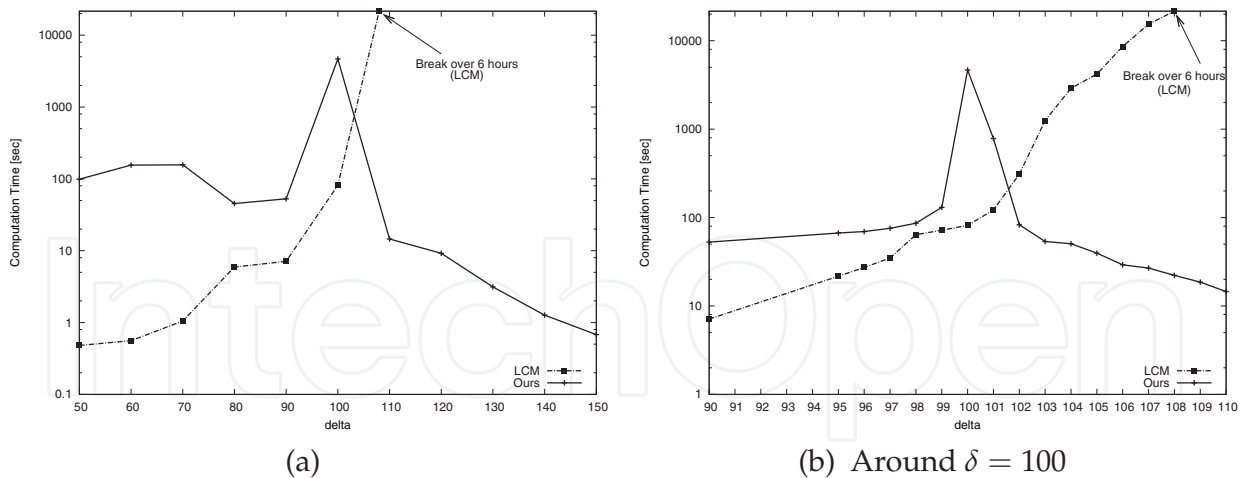 10000
1000
100
10
1
0.1
Computation Time [sec]
Break over 6 hours
(LCM)
LCM
Ours
50 60 70 80 90 100 110 120 130 140 150
delta
(a)
10000
1000
100
10
1
Computation Time [sec]
Break over 6 hours
(LCM)
LCM
Ours
90 91 92 93 94 95 96 97 98 99 100 101 102 103 104 105 106 107 108 109 110
delta
(b) Around δ = 100
IntechOpen